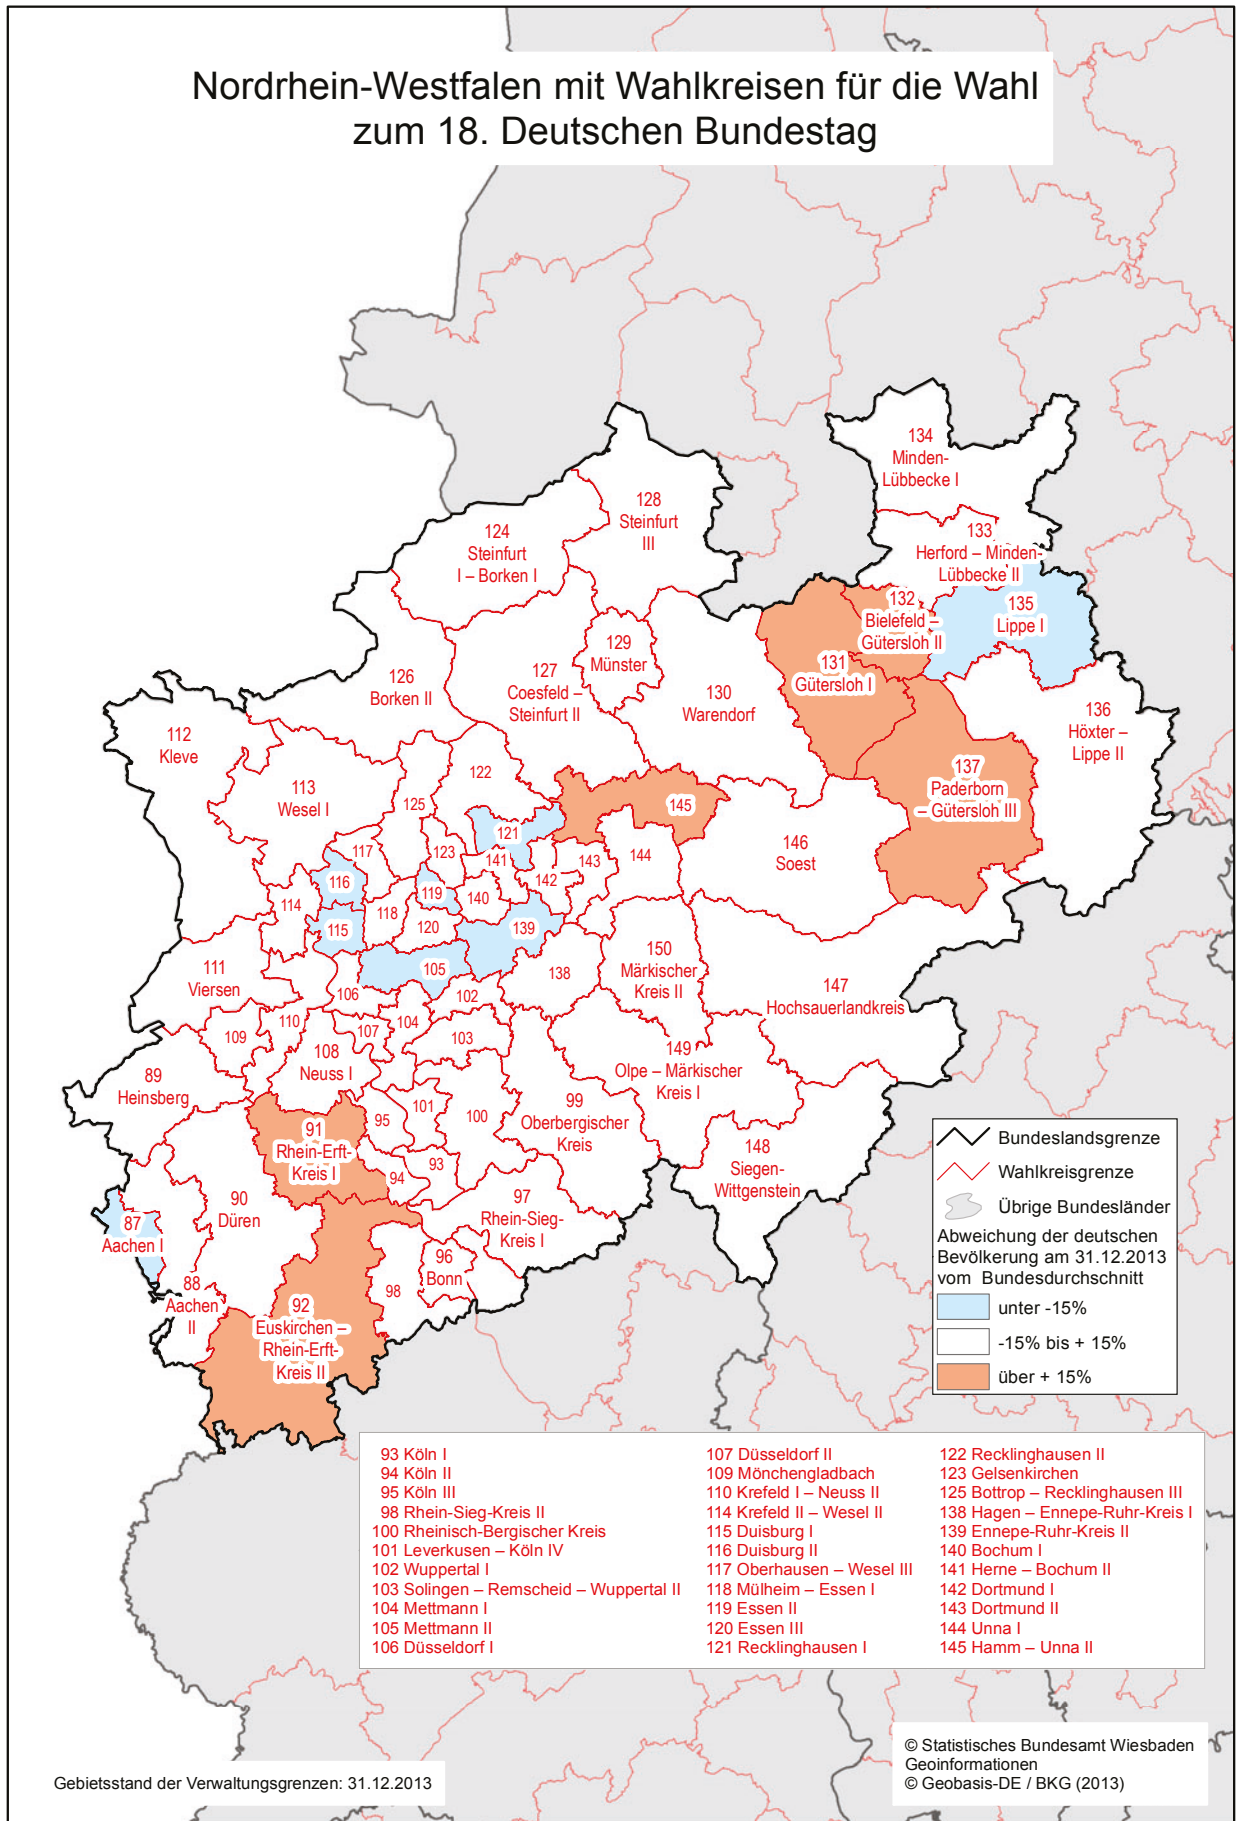 Nordrhein-Westfalen mit Wahlkreisen für die Wahl
zum 18. Deutschen Bundestag
134
Minden-
Lübbecke I
128
Steinfurt
III
124
Steinfurt
I – Borken I
133
Herford – Minden-
Lübbecke II
132
Bielefeld –
Gütersloh II
135
Lippe I
129
Münster
131
Gütersloh I
127
Coesfeld –
Steinfurt II
126
Borken II
130
Warendorf
136
Höxter –
Lippe II
112
Kleve
137
Paderborn
– Gütersloh III
113
Wesel I
122
125
145
121
146
Soest
117
123
141
143
144
116
119
142
140
114
118
120
115
139
150
Märkischer
Kreis II
111
Viersen
105
138
106
102
147
Hochsauerlandkreis
110
104
109
107
103
108
Neuss I
149
Olpe – Märkischer
Kreis I
89
Heinsberg
99
Oberbergischer
Kreis
101
100
95
91
Rhein-Erft-
Kreis I
148
Siegen-
Wittgenstein
93
94
90
Düren
97
Rhein-Sieg-
Kreis I
87
Aachen I
96
Bonn
88
Aachen
II
98
92
Euskirchen –
Rhein-Erft-
Kreis II
Bundeslandsgrenze
Wahlkreisgrenze
Übrige Bundesländer
Abweichung der deutschen
Bevölkerung am 31.12.2013
vom Bundesdurchschnitt
unter -15%
-15% bis + 15%
über + 15%
93 Köln I
94 Köln II
95 Köln III
98 Rhein-Sieg-Kreis II
100 Rheinisch-Bergischer Kreis
101 Leverkusen – Köln IV
102 Wuppertal I
103 Solingen – Remscheid – Wuppertal II
104 Mettmann I
105 Mettmann II
106 Düsseldorf I
107 Düsseldorf II
109 Mönchengladbach
110 Krefeld I – Neuss II
114 Krefeld II – Wesel II
115 Duisburg I
116 Duisburg II
117 Oberhausen – Wesel III
118 Mülheim – Essen I
119 Essen II
120 Essen III
121 Recklinghausen I
122 Recklinghausen II
123 Gelsenkirchen
125 Bottrop – Recklinghausen III
138 Hagen – Ennepe-Ruhr-Kreis I
139 Ennepe-Ruhr-Kreis II
140 Bochum I
141 Herne – Bochum II
142 Dortmund I
143 Dortmund II
144 Unna I
145 Hamm – Unna II
Gebietsstand der Verwaltungsgrenzen: 31.12.2013
© Statistisches Bundesamt Wiesbaden
Geoinformationen
© Geobasis-DE / BKG (2013)